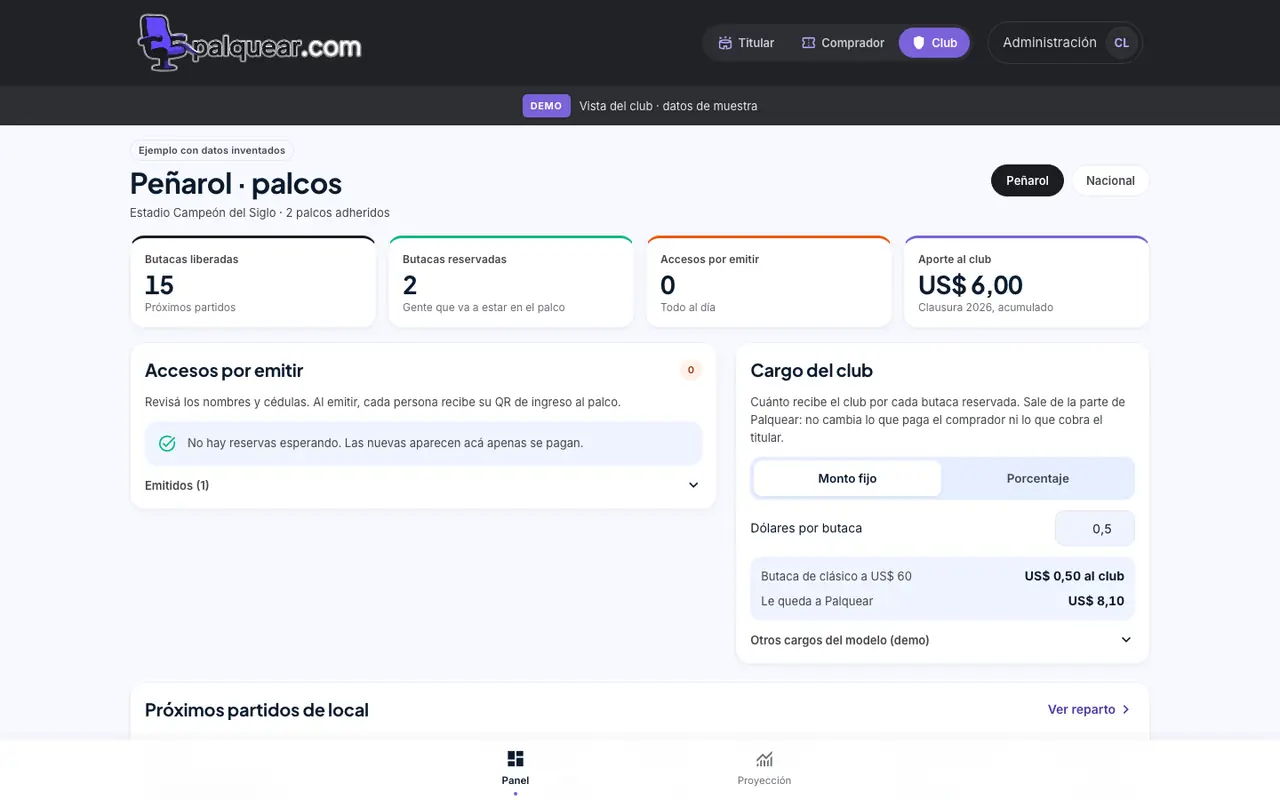 palquear.com
Titular
Comprador
Club
Administración
CL
DEMO
Vista del club · datos de muestra
Ejemplo con datos inventados
Peñarol · palcos
Estadio Campeón del Siglo · 2 palcos adheridos
Peñarol
Nacional
Butacas liberadas
15
Próximos partidos
Butacas reservadas
2
Gente que va a estar en el palco
Accesos por emitir
0
Todo al día
Aporte al club
US$ 6,00
Clausura 2026, acumulado
Accesos por emitir
0
Revisá los nombres y cédulas. Al emitir, cada persona recibe su QR de ingreso al palco.
No hay reservas esperando. Las nuevas aparecen acá apenas se pagan.
Emitidos (1)
Cargo del club
Cuánto recibe el club por cada butaca reservada. Sale de la parte de
Palquear: no cambia lo que paga el comprador ni lo que cobra el
titular.
Monto fijo
Porcentaje
Dólares por butaca
0,5
Butaca de clásico a US$ 60
US$ 0,50 al club
Le queda a Palquear
US$ 8,10
Otros cargos del modelo (demo)
Próximos partidos de local
Ver reparto
Panel
Proyección